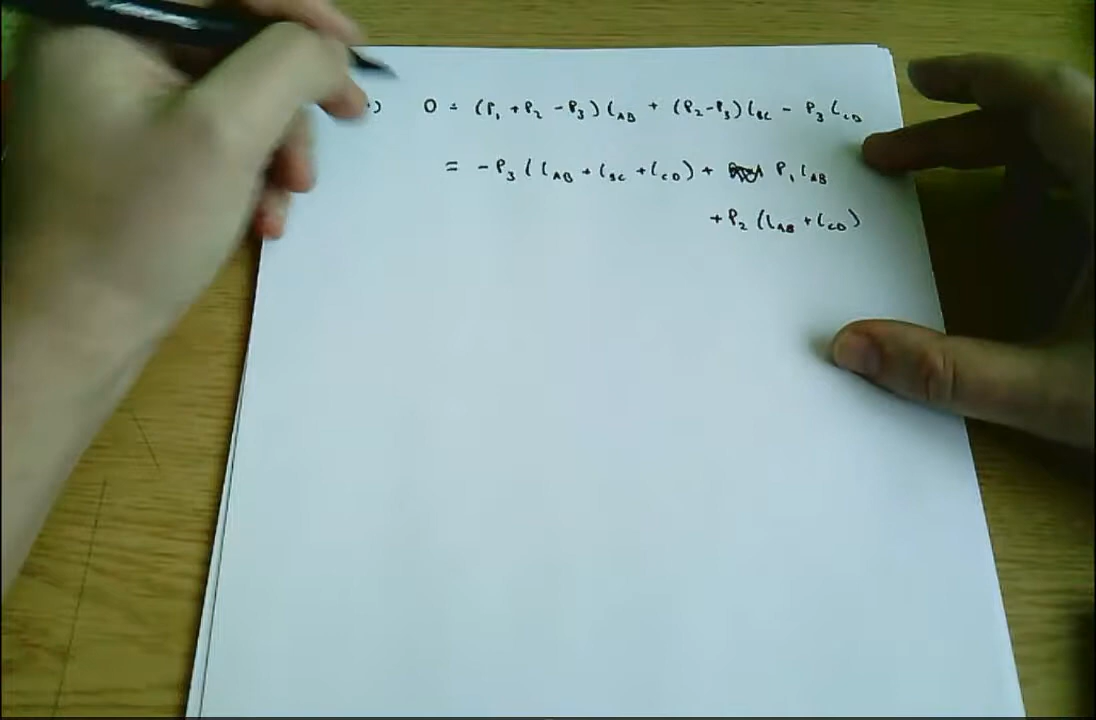 0 = (P₁ + P₂ - P₃) L_AB + (P₂ - P₃) L_BC - P₃ L_CD
= - P₃ (L_AB + L_BC + L_CD) + P₁ L_AB
+ P₂ (L_AB + L_CD)